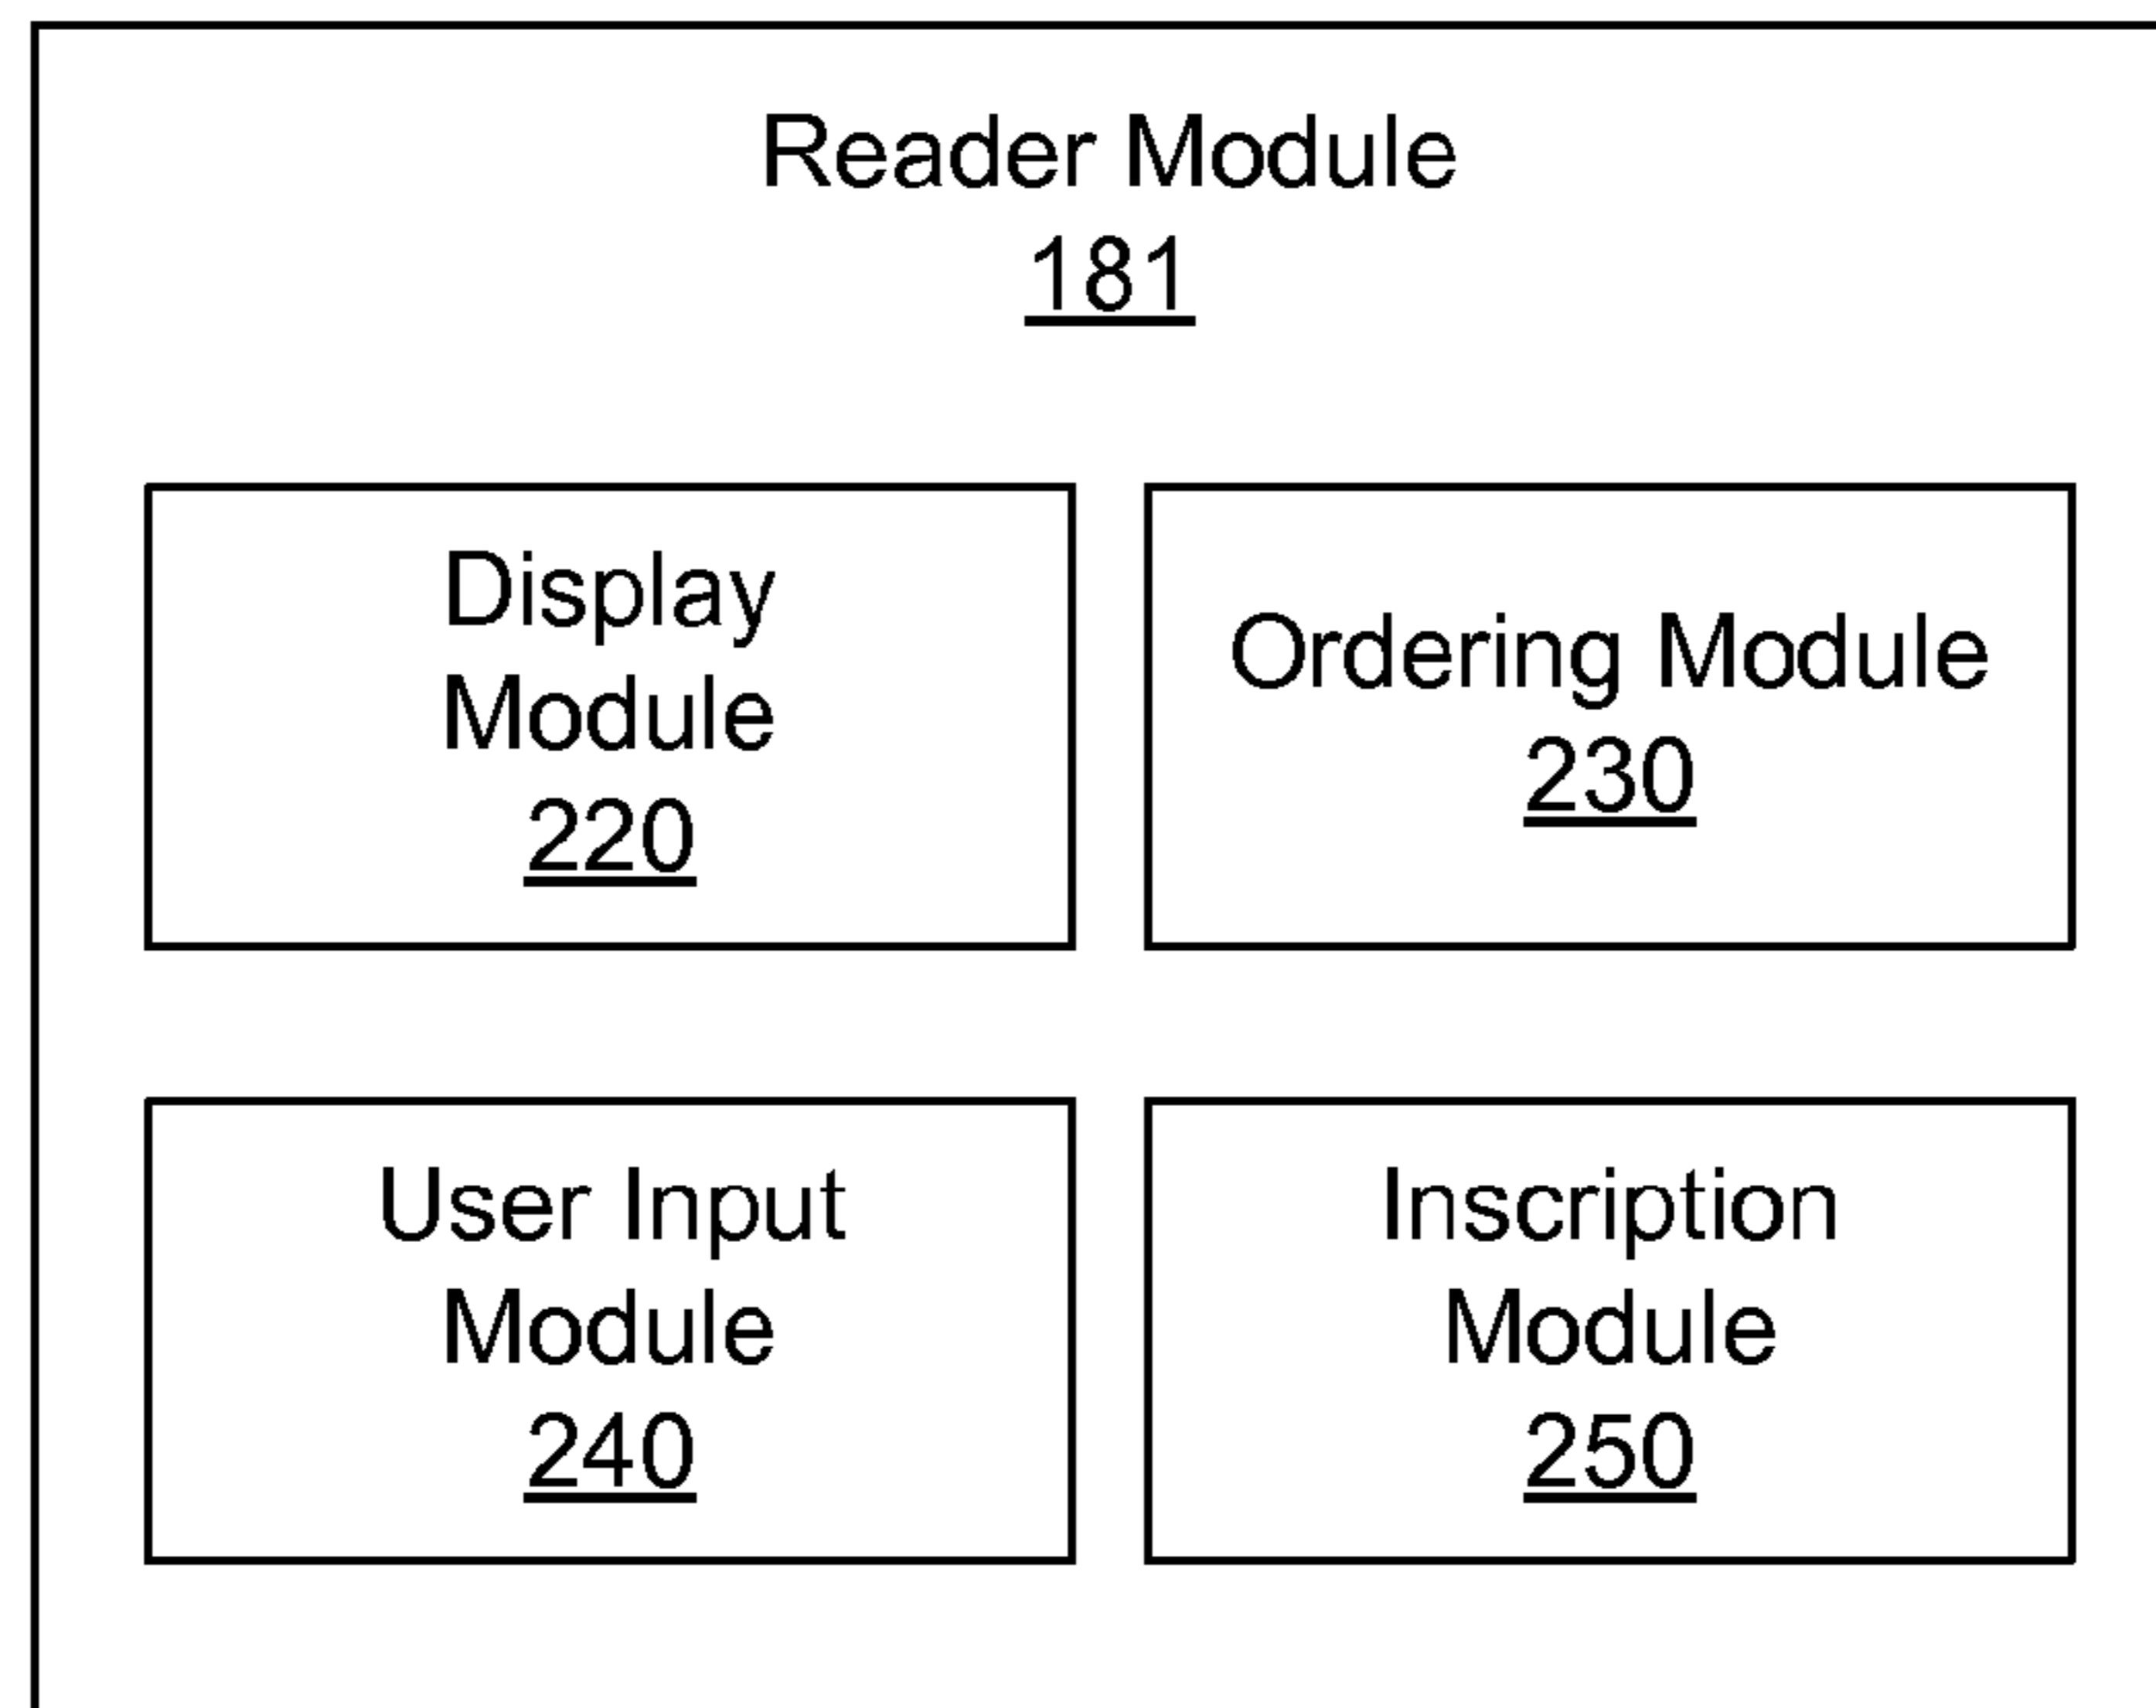 Reader Module
181
Display
Module
220
Ordering Module
230
User Input
Module
240
Inscription
Module
250